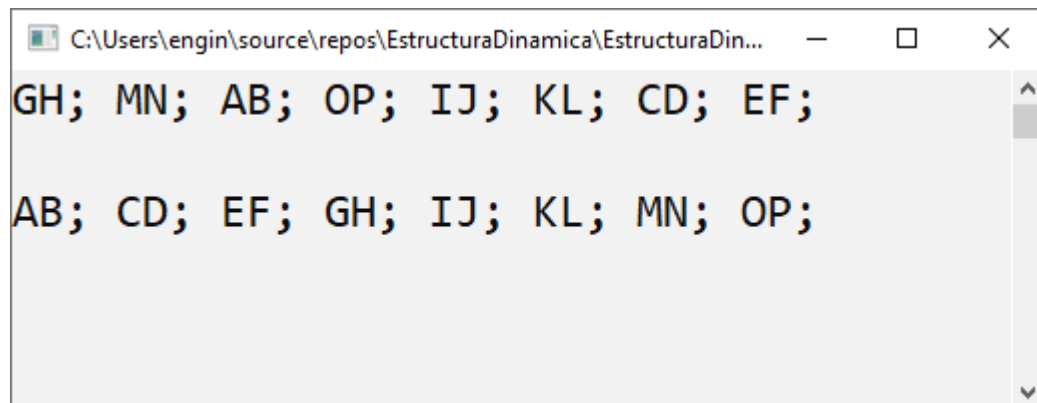 C:\Users\engin\source\repos\EstructuraDinamica\EstructuraDin...
GH; MN; AB; OP; IJ; KL; CD; EF;
AB; CD; EF; GH; IJ; KL; MN; OP;